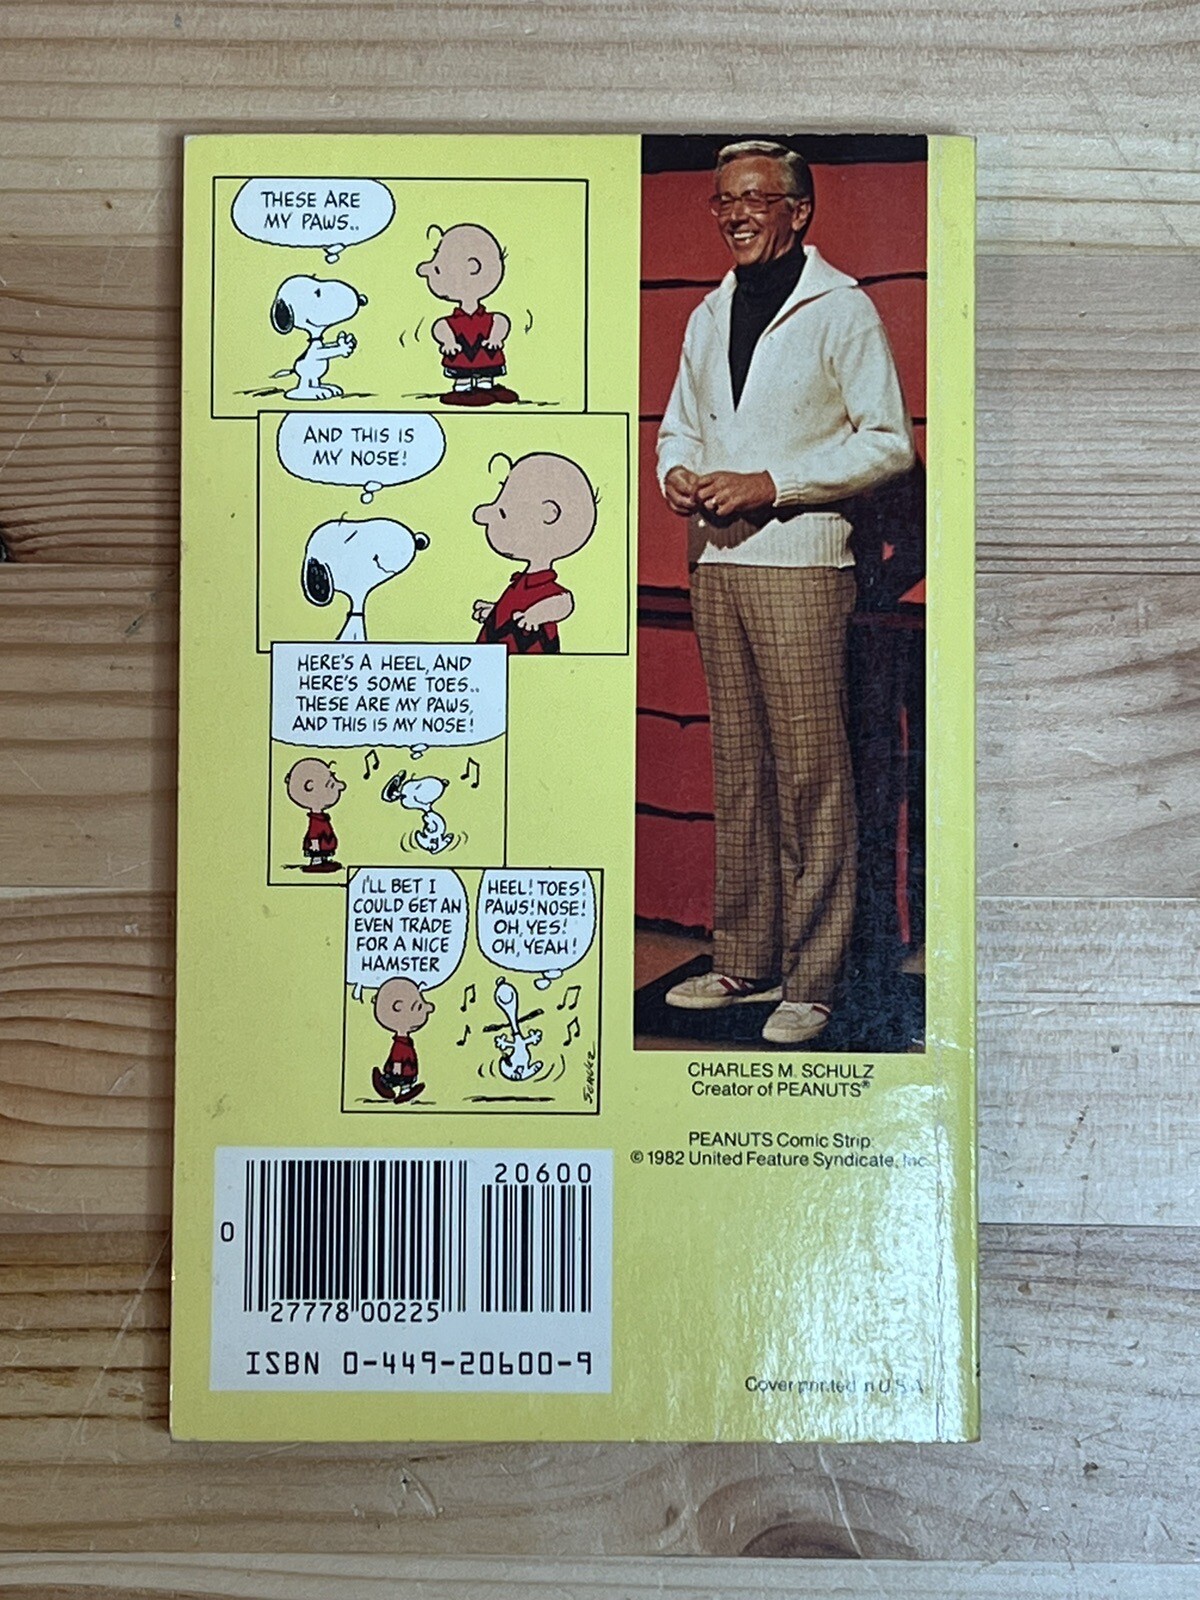 THESE ARE
MY PAWS..
AND THIS IS
MY NOSE!
HERE'S A HEEL, AND
HERE'S SOME TOES..
THESE ARE MY PAWS,
AND THIS IS MY NOSE!
I'LL BET I
COULD GET AN
EVEN TRADE
FOR A NICE
HAMSTER
HEEL! TOES!
PAWS! NOSE!
OH, YES!
OH, YEAH!
SCHULZ
CHARLES M. SCHULZ
Creator of PEANUTS®
PEANUTS Comic Strip:
© 1982 United Feature Syndicate, Inc.
20600
0
27778 00225
ISBN 0-449-20600-9
Cover printed in U.S.A.